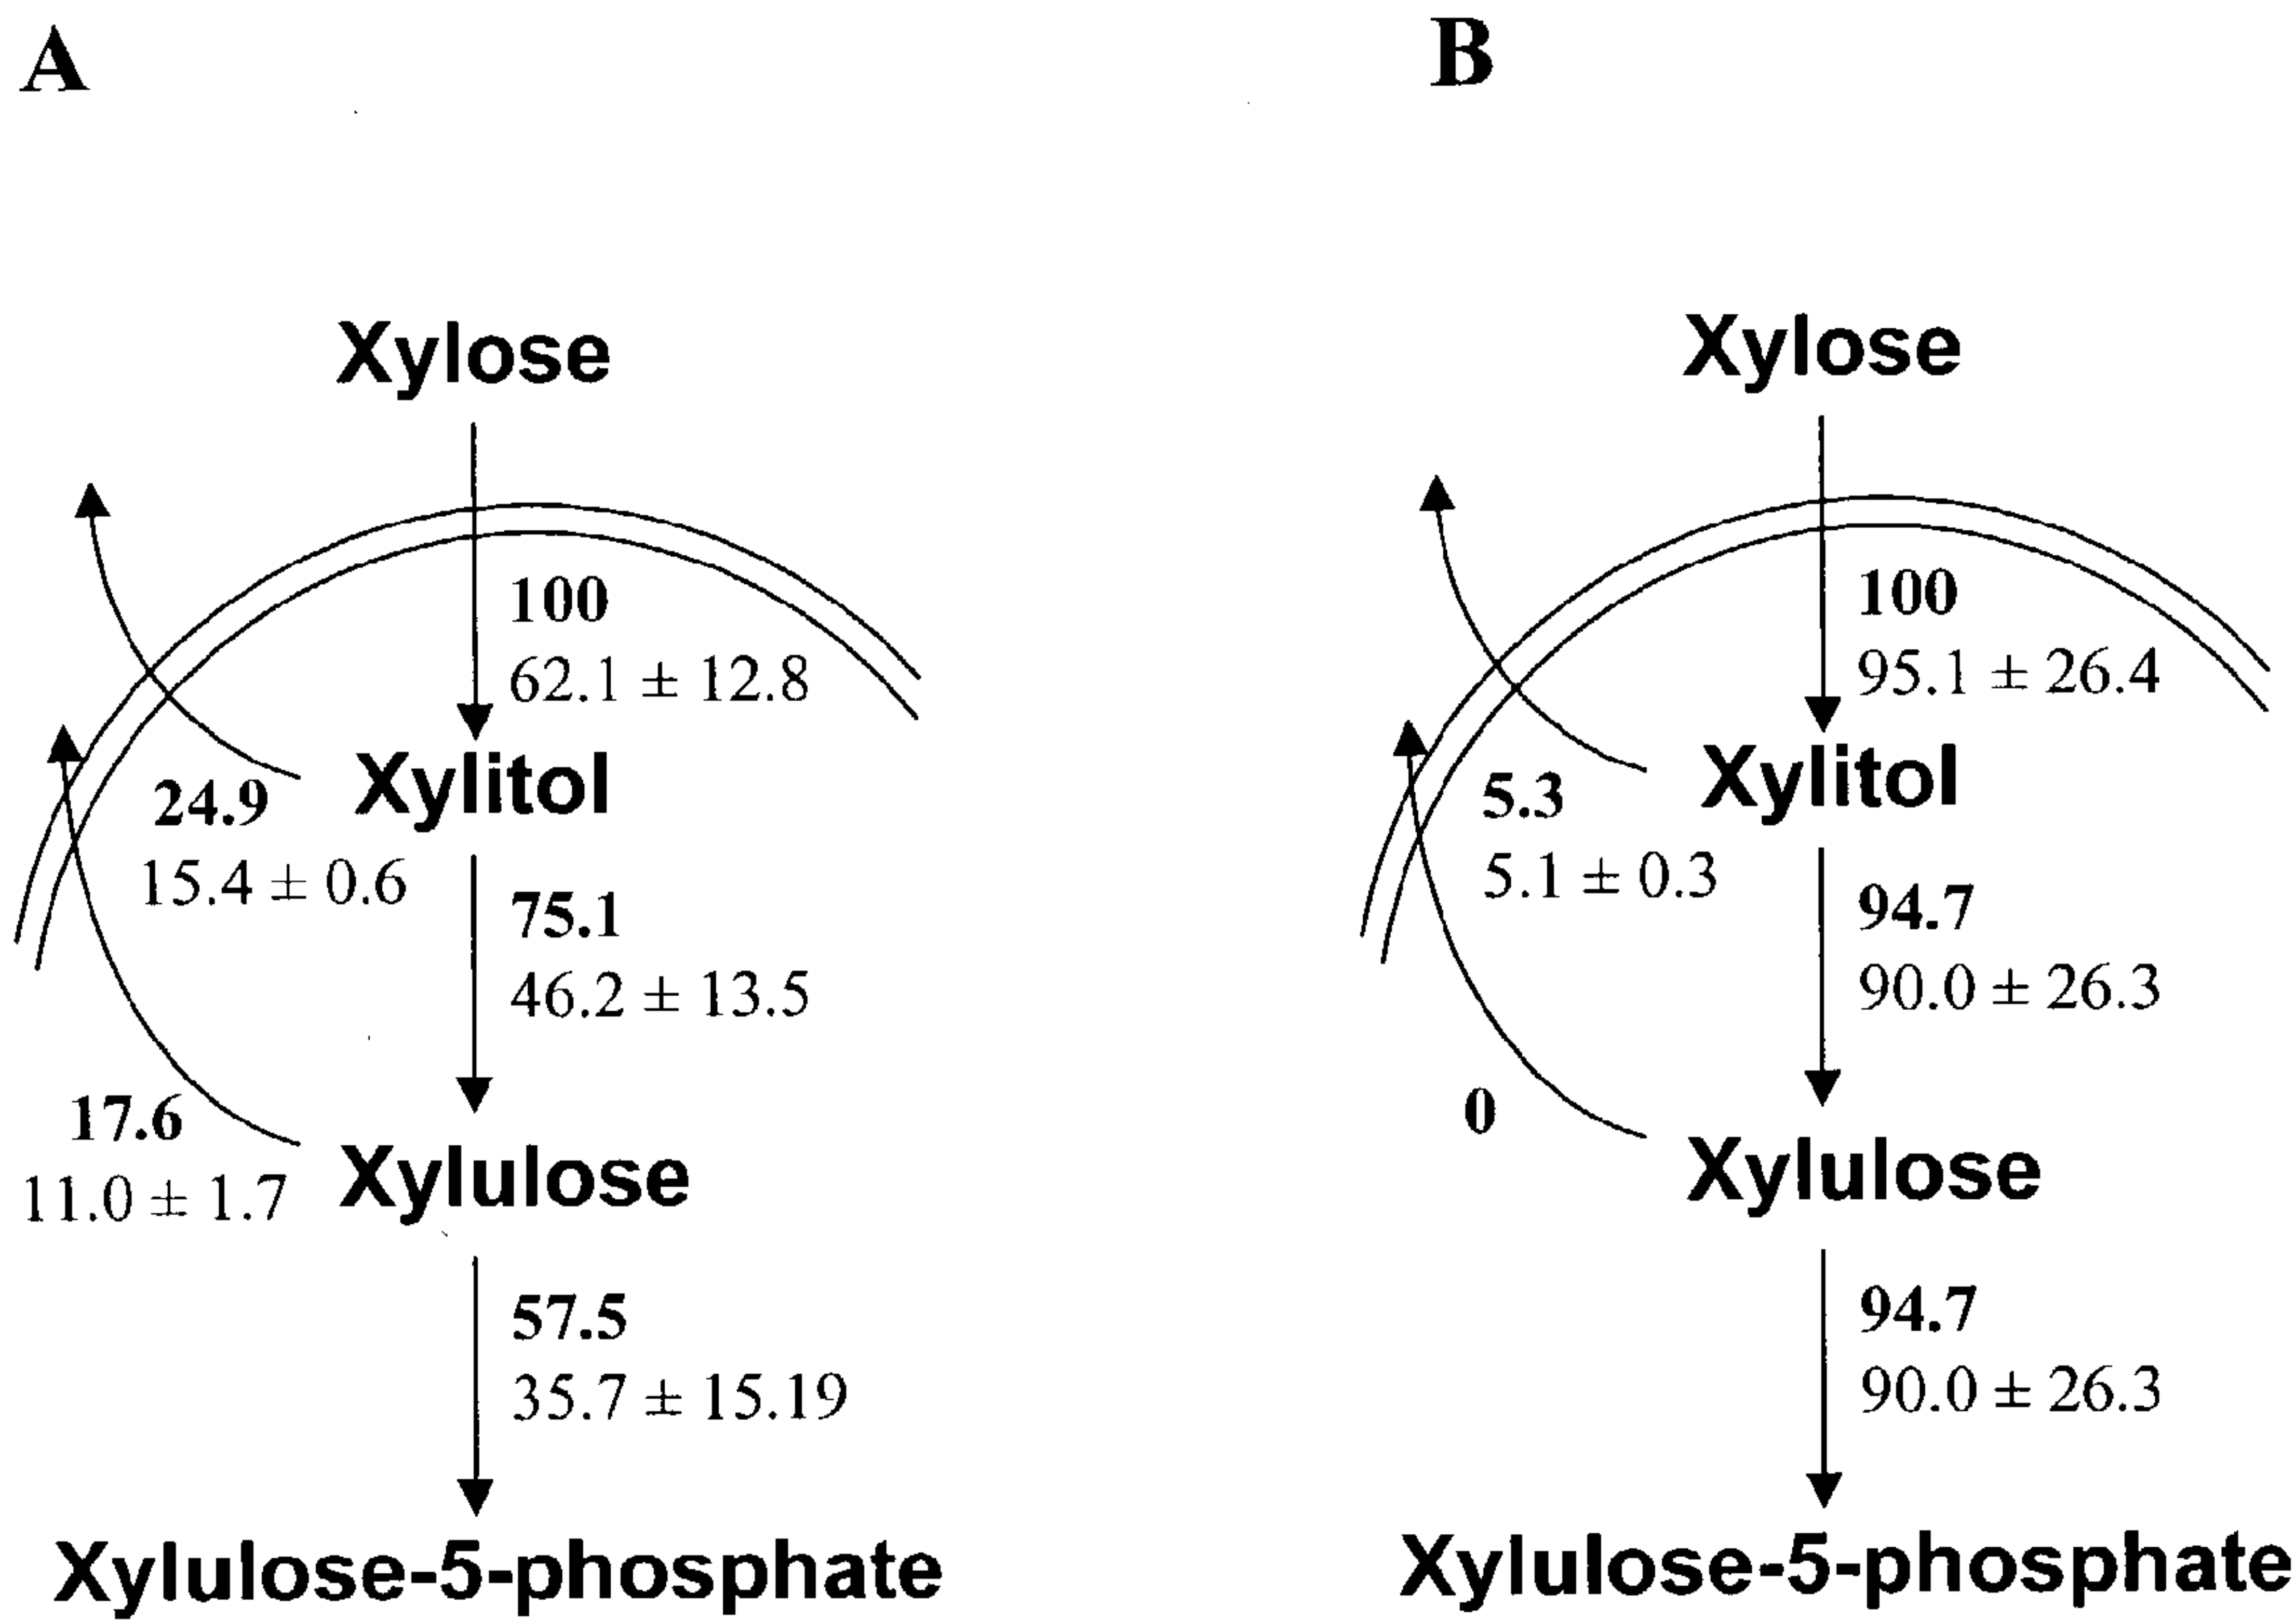 A
Xylose
100
62.1 ± 12.8
Xylitol
24.9
15.4 ± 0.6
75.1
46.2 ± 13.5
17.6
11.0 ± 1.7
Xylulose
57.5
35.7 ± 15.19
Xylulose-5-phosphate
B
Xylose
100
95.1 ± 26.4
Xylitol
5.3
5.1 ± 0.3
94.7
90.0 ± 26.3
0
Xylulose
94.7
90.0 ± 26.3
Xylulose-5-phosphate